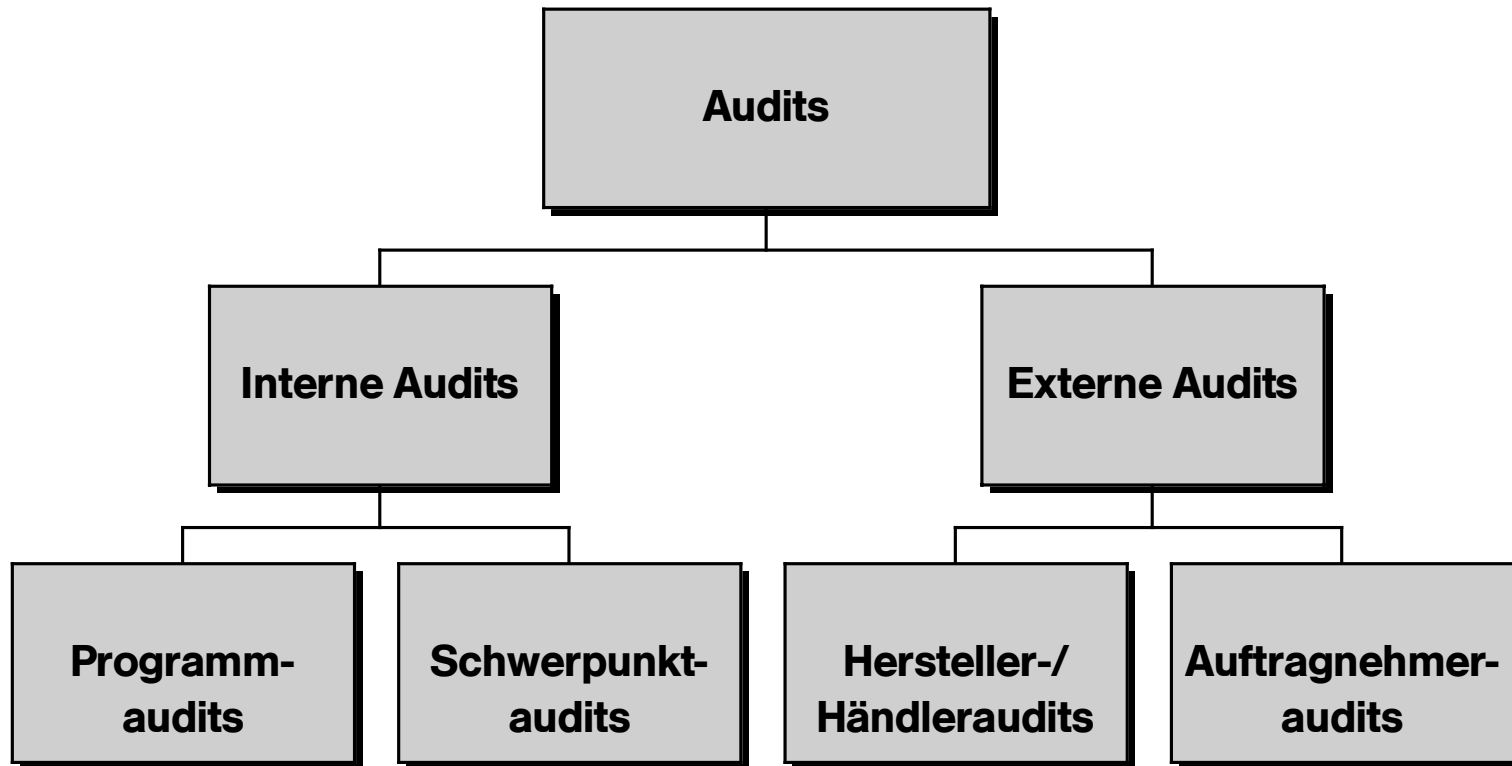 Audits
Interne Audits
Externe Audits
Programm-
audits
Schwerpunkt-
audits
Hersteller-/
Händleraudits
Auftragnehmer-
audits